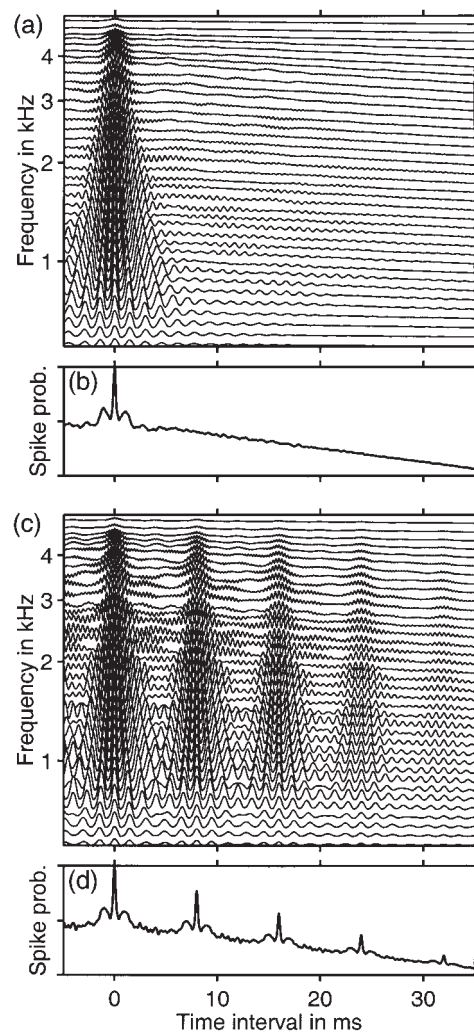 (a)
Frequency in kHz
4
3
2
1
(b)
Spike prob.
(c)
Frequency in kHz
4
3
2
1
(d)
Spike prob.
0
10
20
30
Time interval in ms